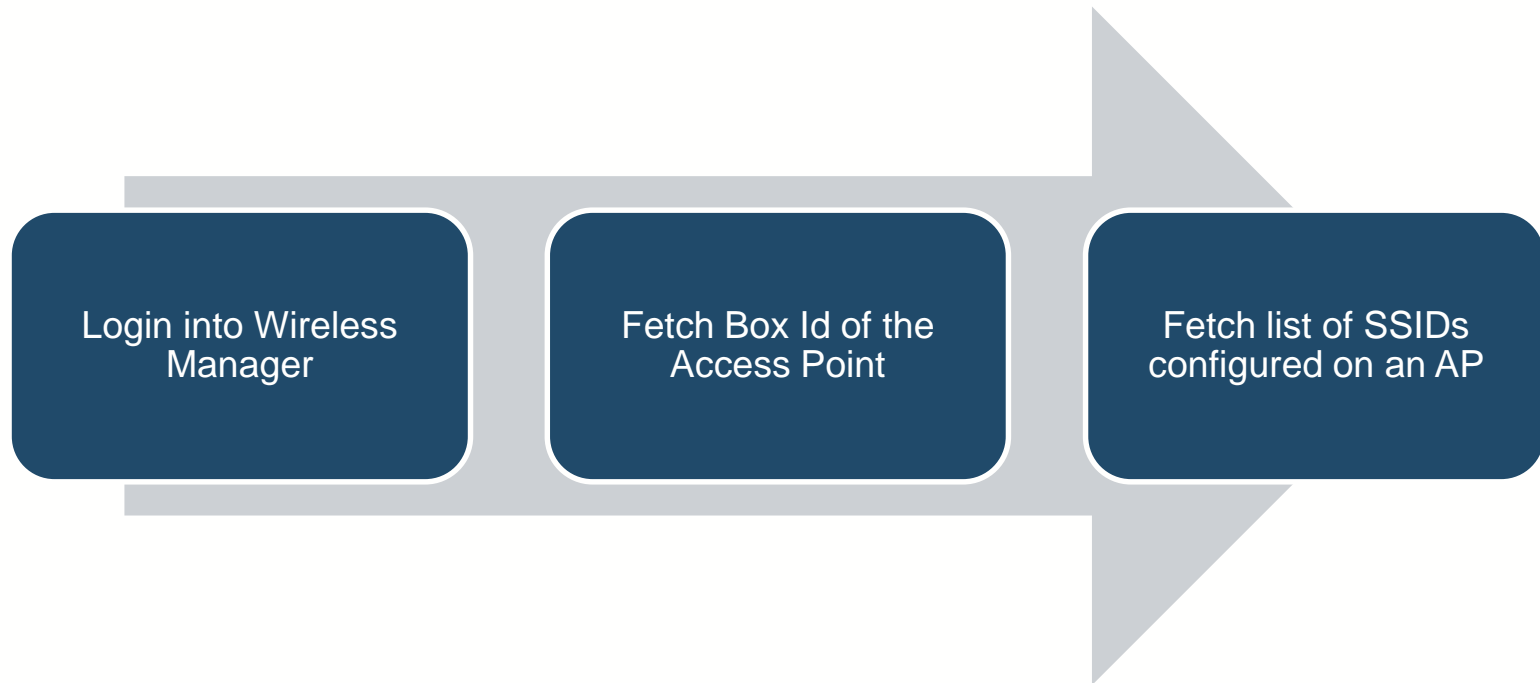 Login into Wireless
Manager
Fetch Box Id of the
Access Point
Fetch list of SSIDs
configured on an AP